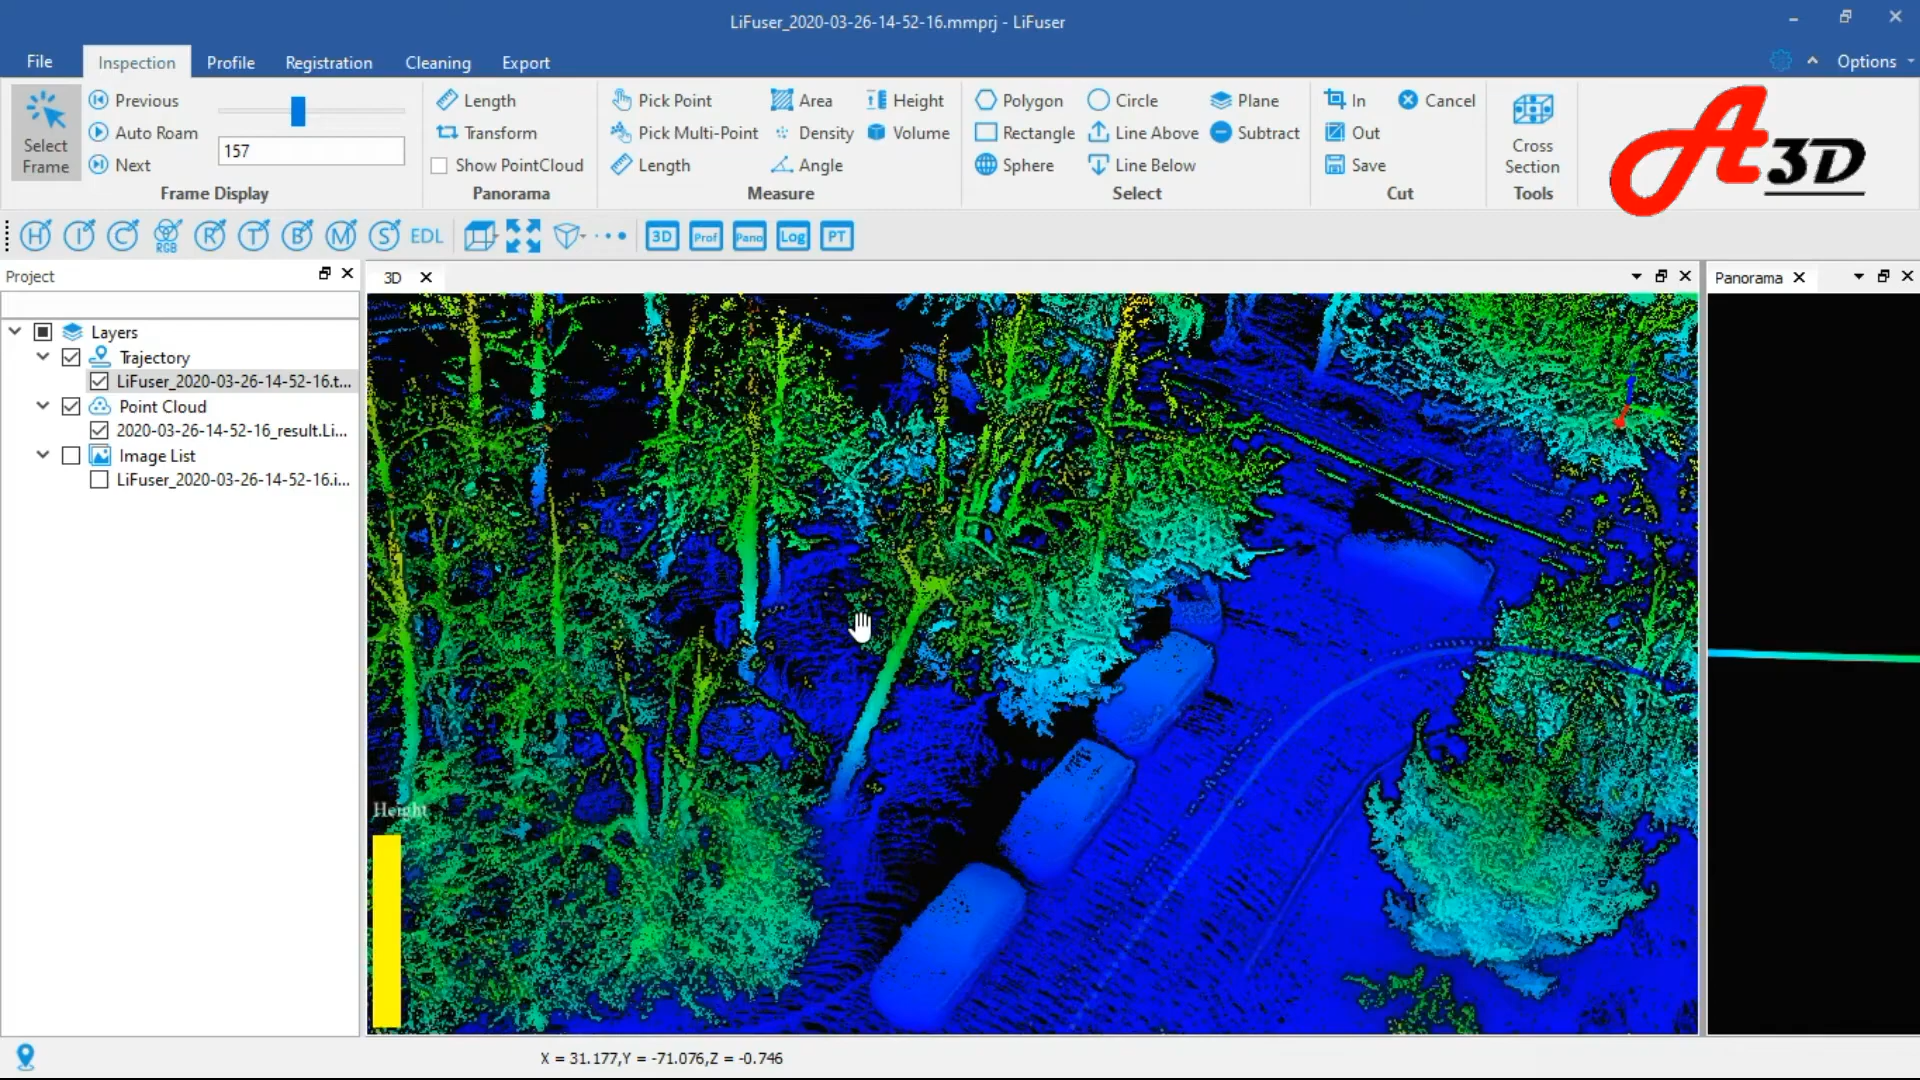 LiFuser_2020-03-26-14-52-16.mmprj - LiFuser
File Inspection Profile Registration Cleaning Export Options
Previous Length Pick Point Area Height Polygon Circle Plane In Cancel
Select Frame Auto Roam Transform Pick Multi-Point Density Volume Rectangle Line Above Subtract Out Cross Section
157
Next Show PointCloud Length Angle Sphere Line Below Save
Frame Display Panorama Measure Select Cut Tools
A3D
H I C RGB R T B M S EDL 3D Prof Pano Log PT
Project 3D Panorama
Layers
Trajectory
LiFuser_2020-03-26-14-52-16.t...
Point Cloud
2020-03-26-14-52-16_result.Li...
Image List
LiFuser_2020-03-26-14-52-16.i...
Height
X = 31.177,Y = -71.076,Z = -0.746